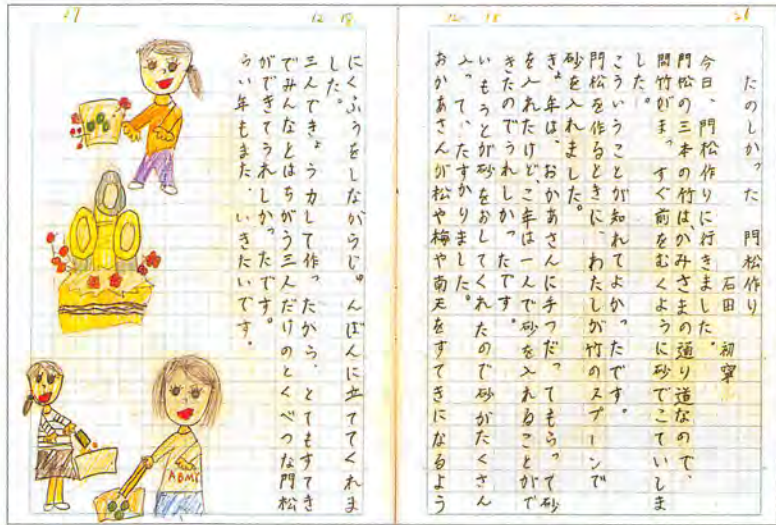 26
12 18
たのしかった 門松作り
石田 初寧
今日、門松作りに行きました。
門松の三本の竹は、かみさまの通り道なので、
間竹がまっすぐ前をむくように砂でこていしま
した。
こういうことが知れてよかったです。
門松を作るときに、わたしが竹のスプーンで
砂を入れました。
きょ年は、おかあさんに手つだってもらって砂
を入れたけど、こ年は一人で砂を入れることがで
きたのでうれしかったです。
いもうとが砂をおしてくれたので砂がたくさん
入って、たすかりました。
おかあさんが松や梅や南天をすてきになるよう
27
12 18
にくふうをしながらじゅんばんに立ててくれま
した。
三人できょう力して作ったから、とてもすてき
でみんなとはちがう三人だけのとくべつな門松
ができてうれしかったです。
らい年もまた、いきたいです。